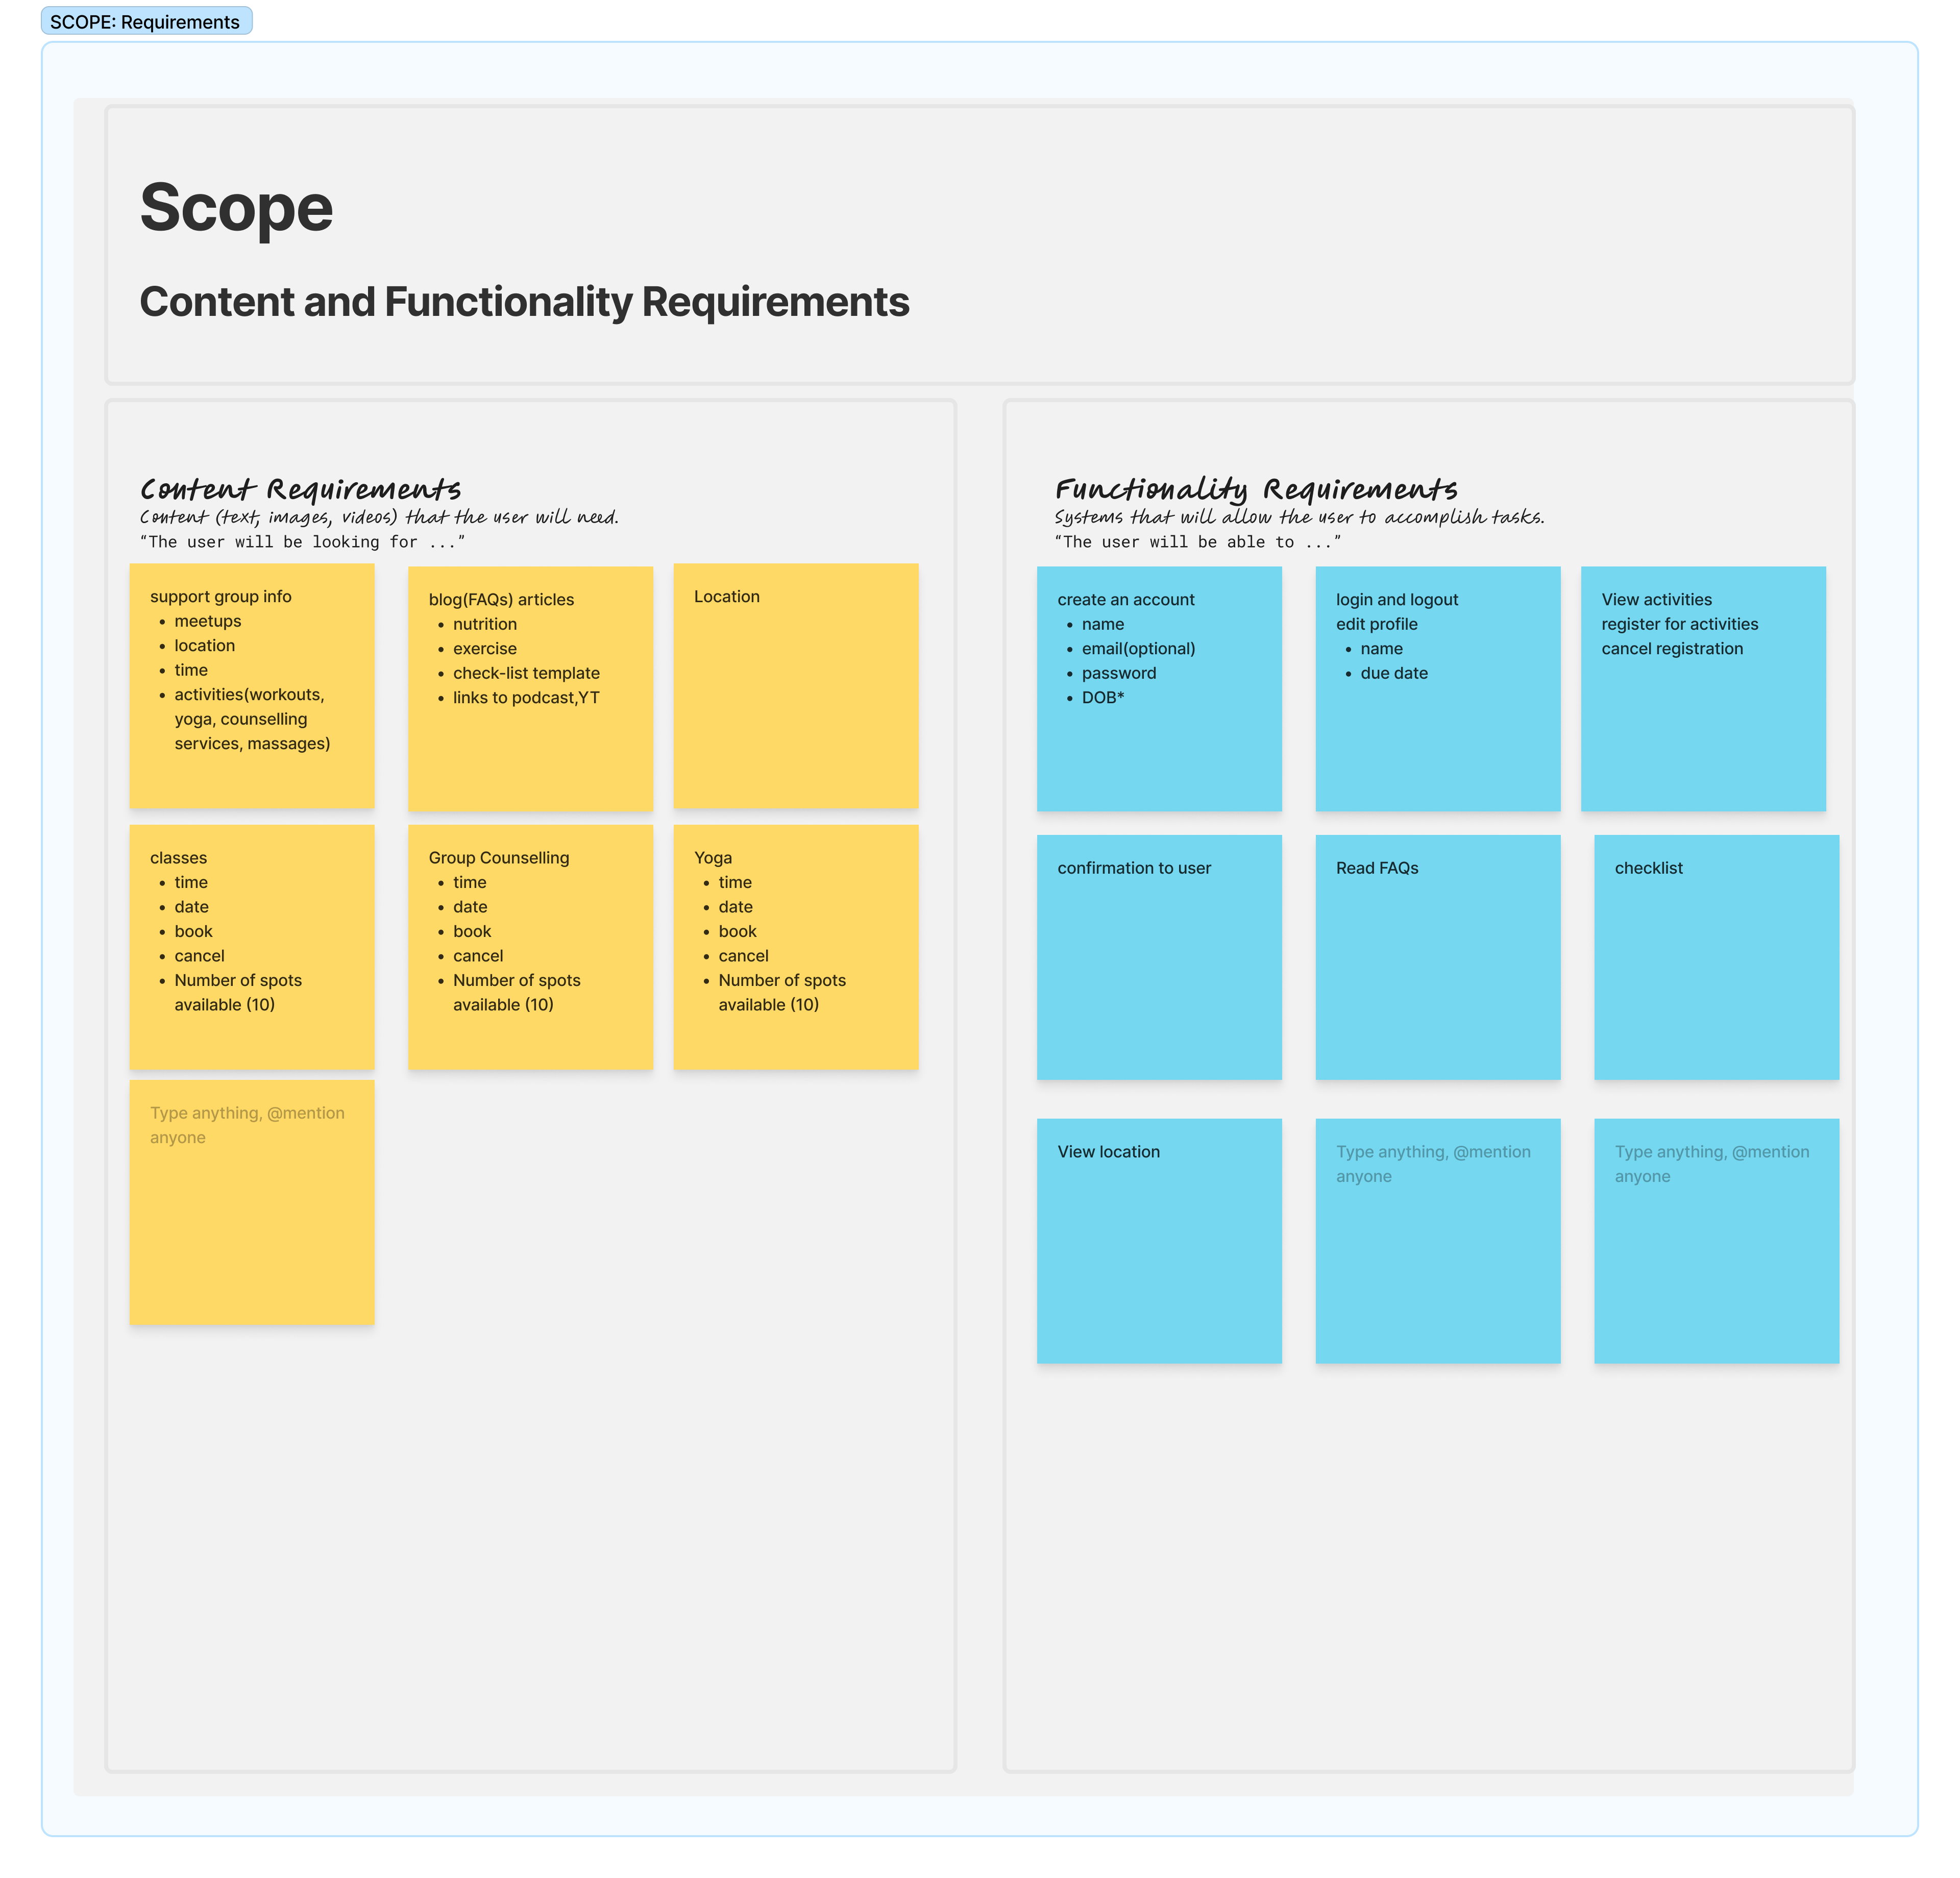 SCOPE: Requirements
Scope
Content and Functionality Requirements
Content Requirements
Content (text, images, videos) that the user will need.
“The user will be looking for ...”
support group info
• meetups
• location
• time
• activities(workouts,
yoga, counselling
services, massages)
blog(FAQs) articles
• nutrition
• exercise
• check-list template
• links to podcast,YT
Location
classes
• time
• date
• book
• cancel
• Number of spots
available (10)
Group Counselling
• time
• date
• book
• cancel
• Number of spots
available (10)
Yoga
• time
• date
• book
• cancel
• Number of spots
available (10)
Type anything, @mention
anyone
Functionality Requirements
Systems that will allow the user to accomplish tasks.
“The user will be able to ...”
create an account
• name
• email(optional)
• password
• DOB*
login and logout
edit profile
• name
• due date
View activities
register for activities
cancel registration
confirmation to user
Read FAQs
checklist
View location
Type anything, @mention
anyone
Type anything, @mention
anyone